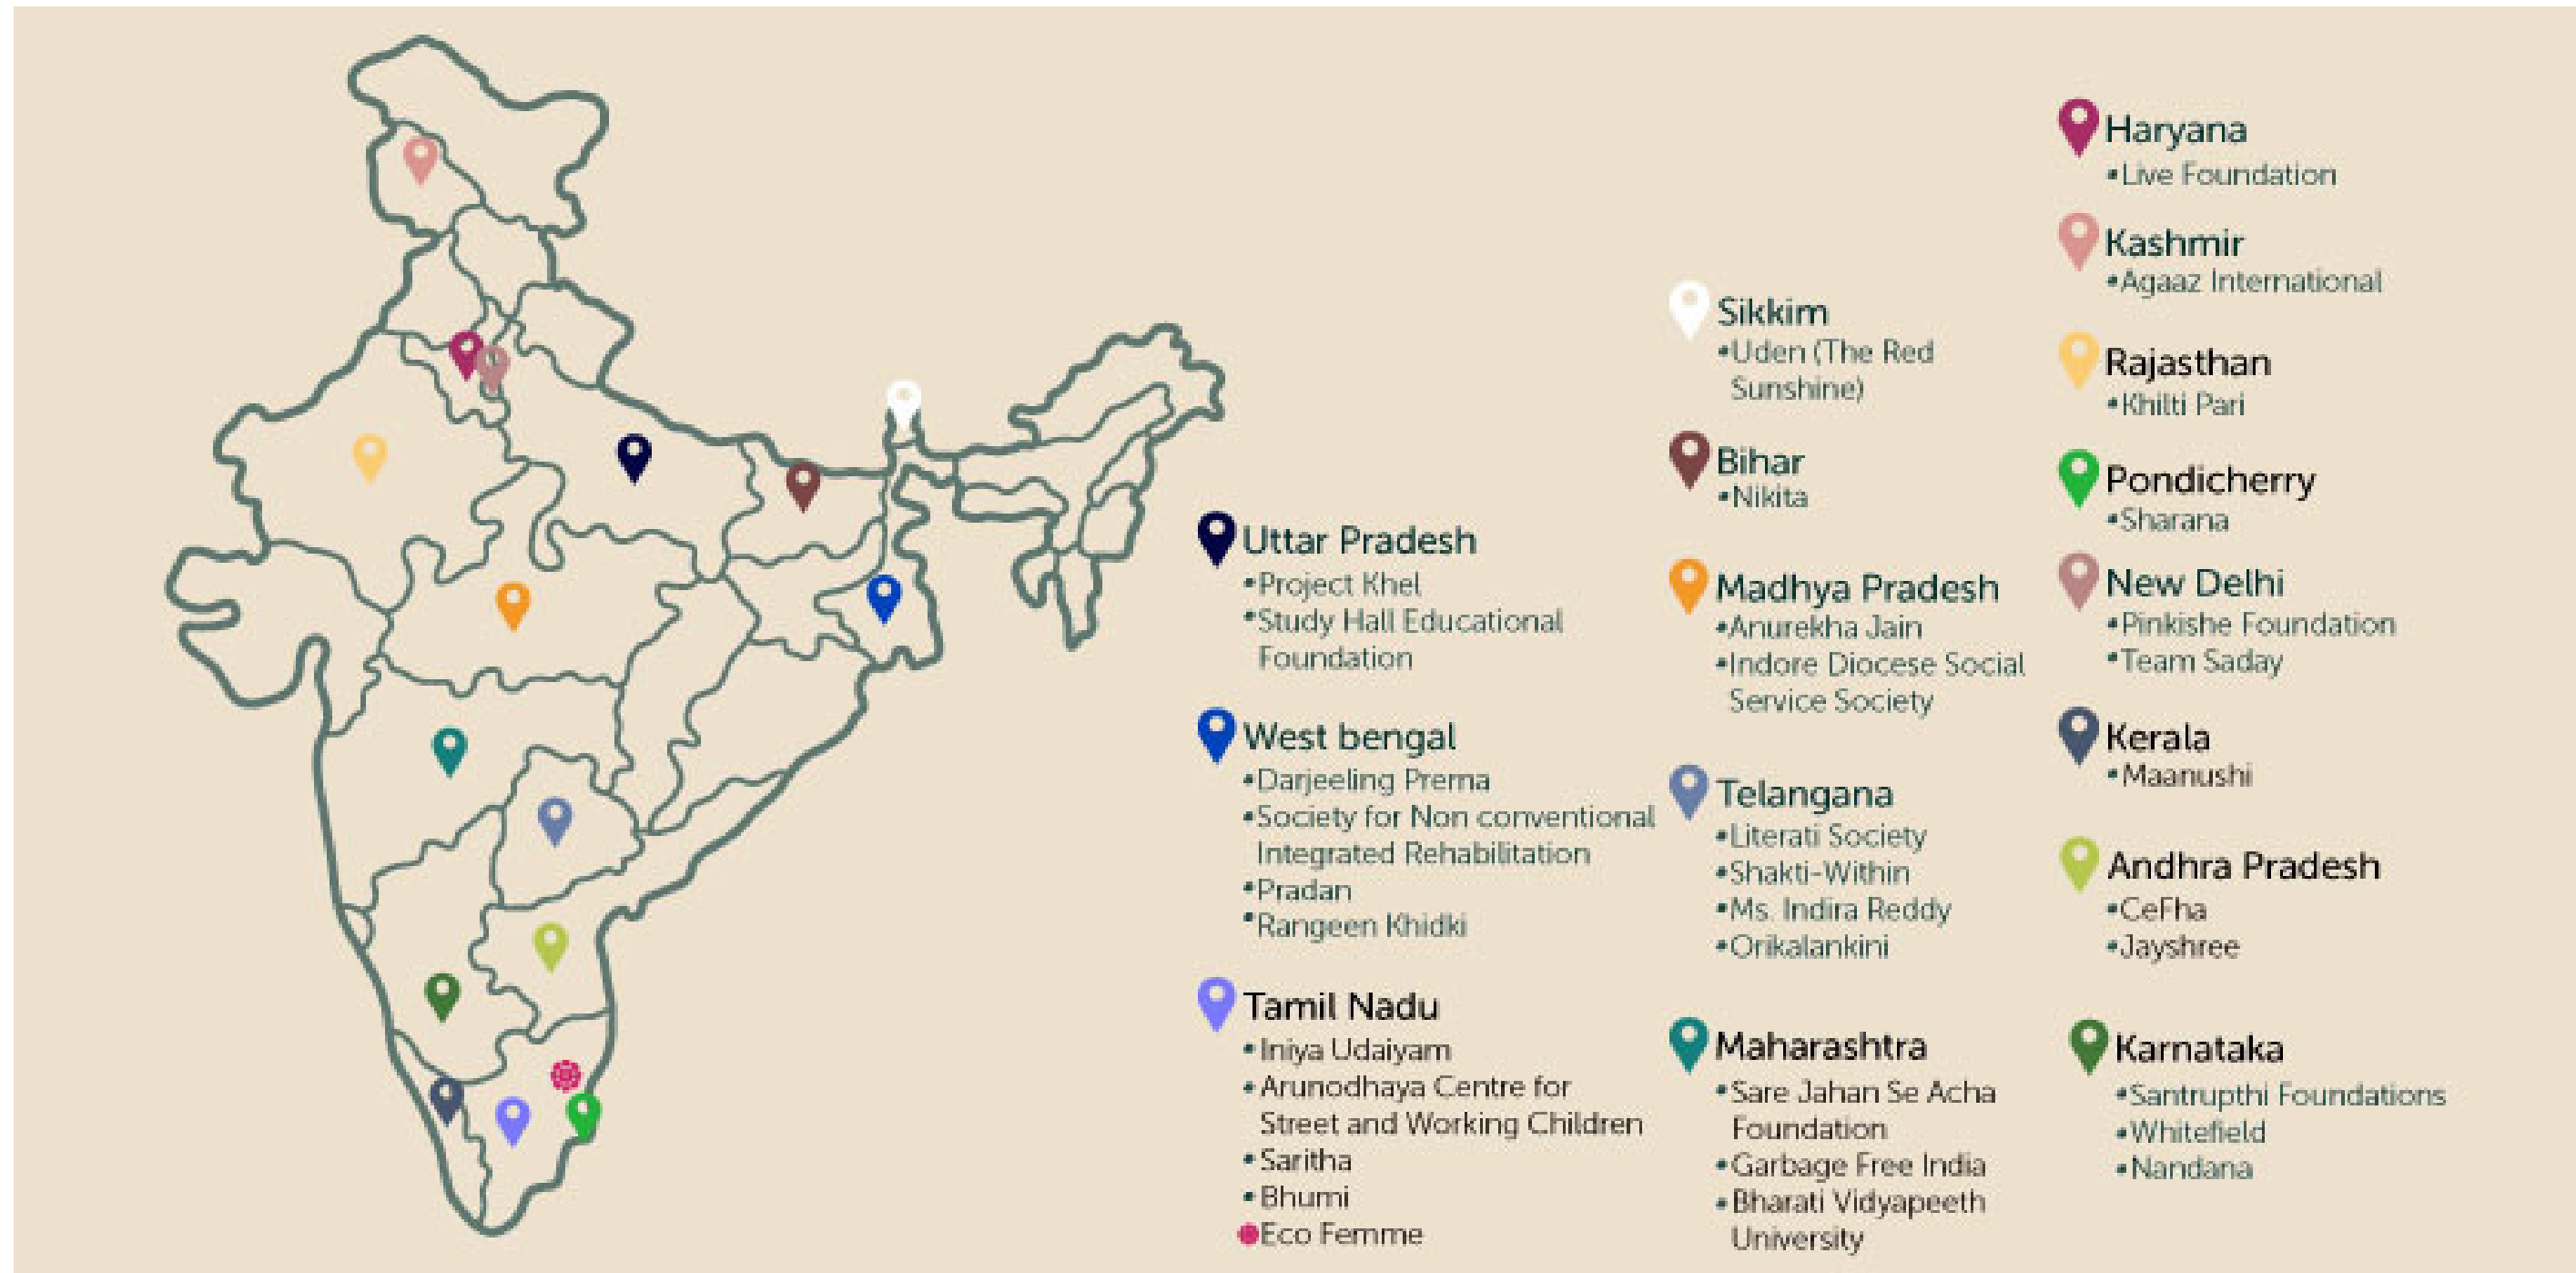 Uttar Pradesh
•Project Khel
•Study Hall Educational
Foundation
West bengal
•Darjeeling Prerna
•Society for Non conventional
Integrated Rehabilitation
•Pradan
•Rangeen Khidki
Tamil Nadu
•Iniya Udaiyam
•Arunodhaya Centre for
Street and Working Children
•Saritha
•Bhumi
Eco Femme
Sikkim
•Uden (The Red
Sunshine)
Bihar
•Nikita
Madhya Pradesh
•Anurekha Jain
•Indore Diocese Social
Service Society
Telangana
•Literati Society
•Shakti-Within
•Ms. Indira Reddy
•Orikalankini
Maharashtra
•Sare Jahan Se Acha
Foundation
•Garbage Free India
•Bharati Vidyapeeth
University
Haryana
•Live Foundation
Kashmir
•Agaaz International
Rajasthan
•Khilti Pari
Pondicherry
•Sharana
New Delhi
•Pinkishe Foundation
•Team Saday
Kerala
•Maanushi
Andhra Pradesh
•CeFha
•Jayshree
Karnataka
•Santrupthi Foundations
•Whitefield
•Nandana